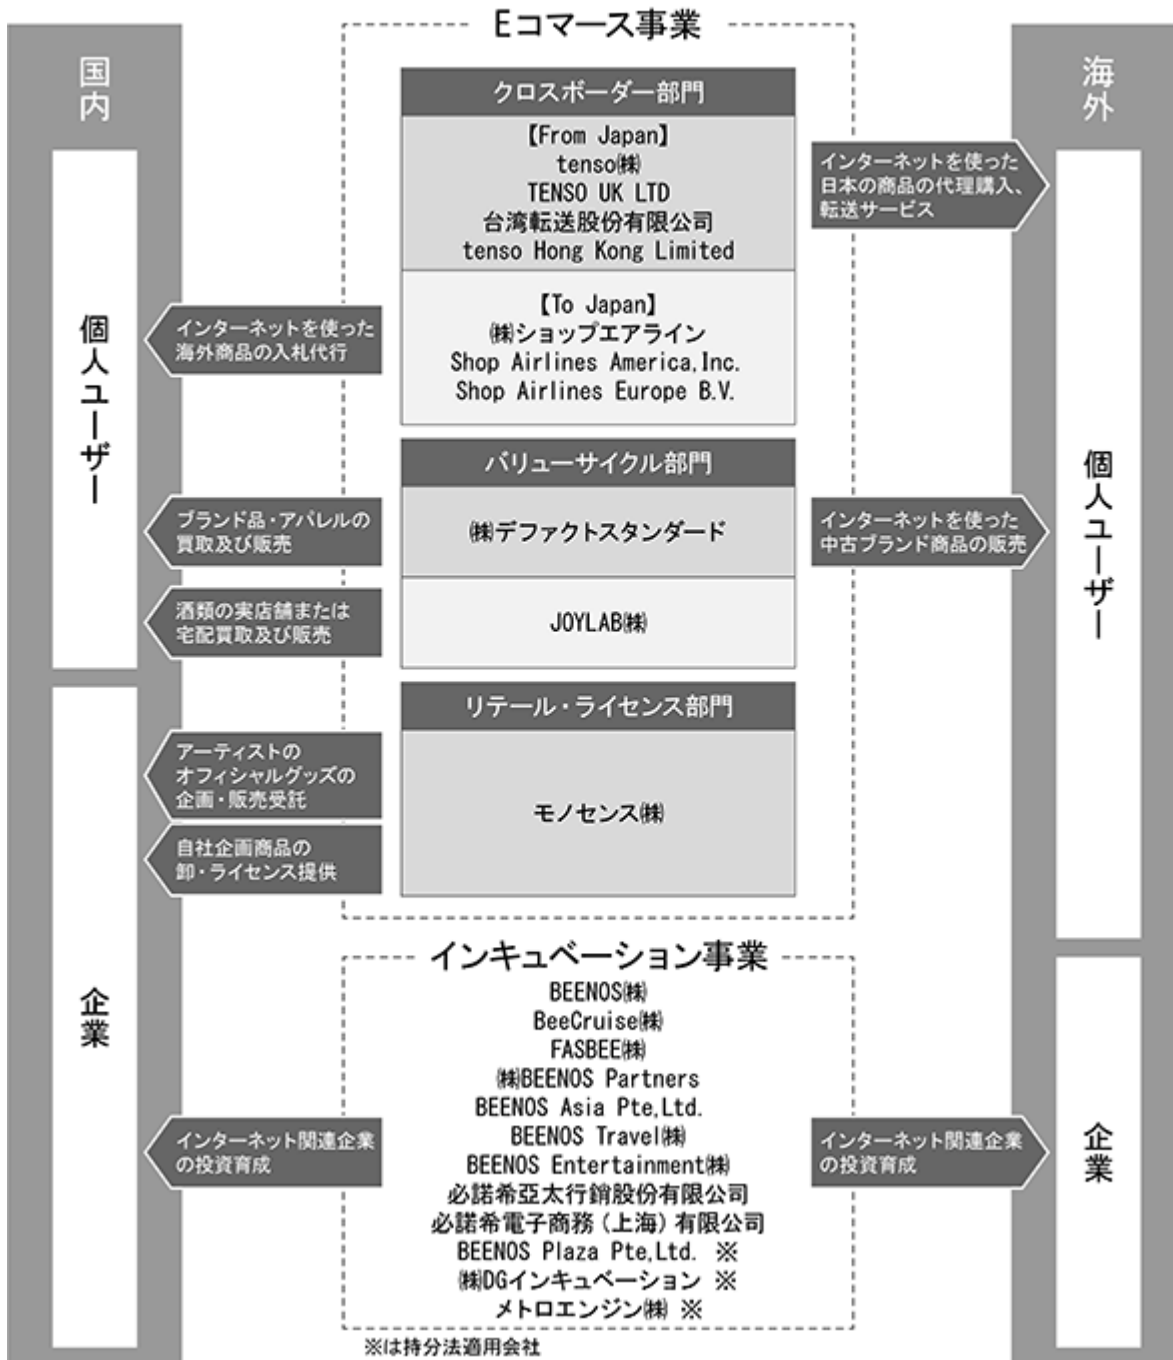 Eコマース事業
国内
海外
クロスボーダー部門
【From Japan】
tenso㈱
TENSO UK LTD
台湾転送股份有限公司
tenso Hong Kong Limited
インターネットを使った
日本の商品の代理購入、
転送サービス
【To Japan】
㈱ショップエアライン
Shop Airlines America,Inc.
Shop Airlines Europe B.V.
インターネットを使った
海外商品の入札代行
個人ユーザー
個人ユーザー
バリューサイクル部門
㈱デファクトスタンダード
ブランド品・アパレルの
買取及び販売
インターネットを使った
中古ブランド商品の販売
JOYLAB㈱
酒類の実店舗または
宅配買取及び販売
リテール・ライセンス部門
モノセンス㈱
アーティストの
オフィシャルグッズの
企画・販売受託
自社企画商品の
卸・ライセンス提供
インキュベーション事業
BEENOS㈱
BeeCruise㈱
FASBEE㈱
㈱BEENOS Partners
BEENOS Asia Pte,Ltd.
BEENOS Travel㈱
BEENOS Entertainment㈱
必諾希亞太行銷股份有限公司
必諾希電子商務(上海)有限公司
BEENOS Plaza Pte,Ltd. ※
㈱DGインキュベーション ※
メトロエンジン㈱ ※
企業
企業
インターネット関連企業
の投資育成
インターネット関連企業
の投資育成
※は持分法適用会社